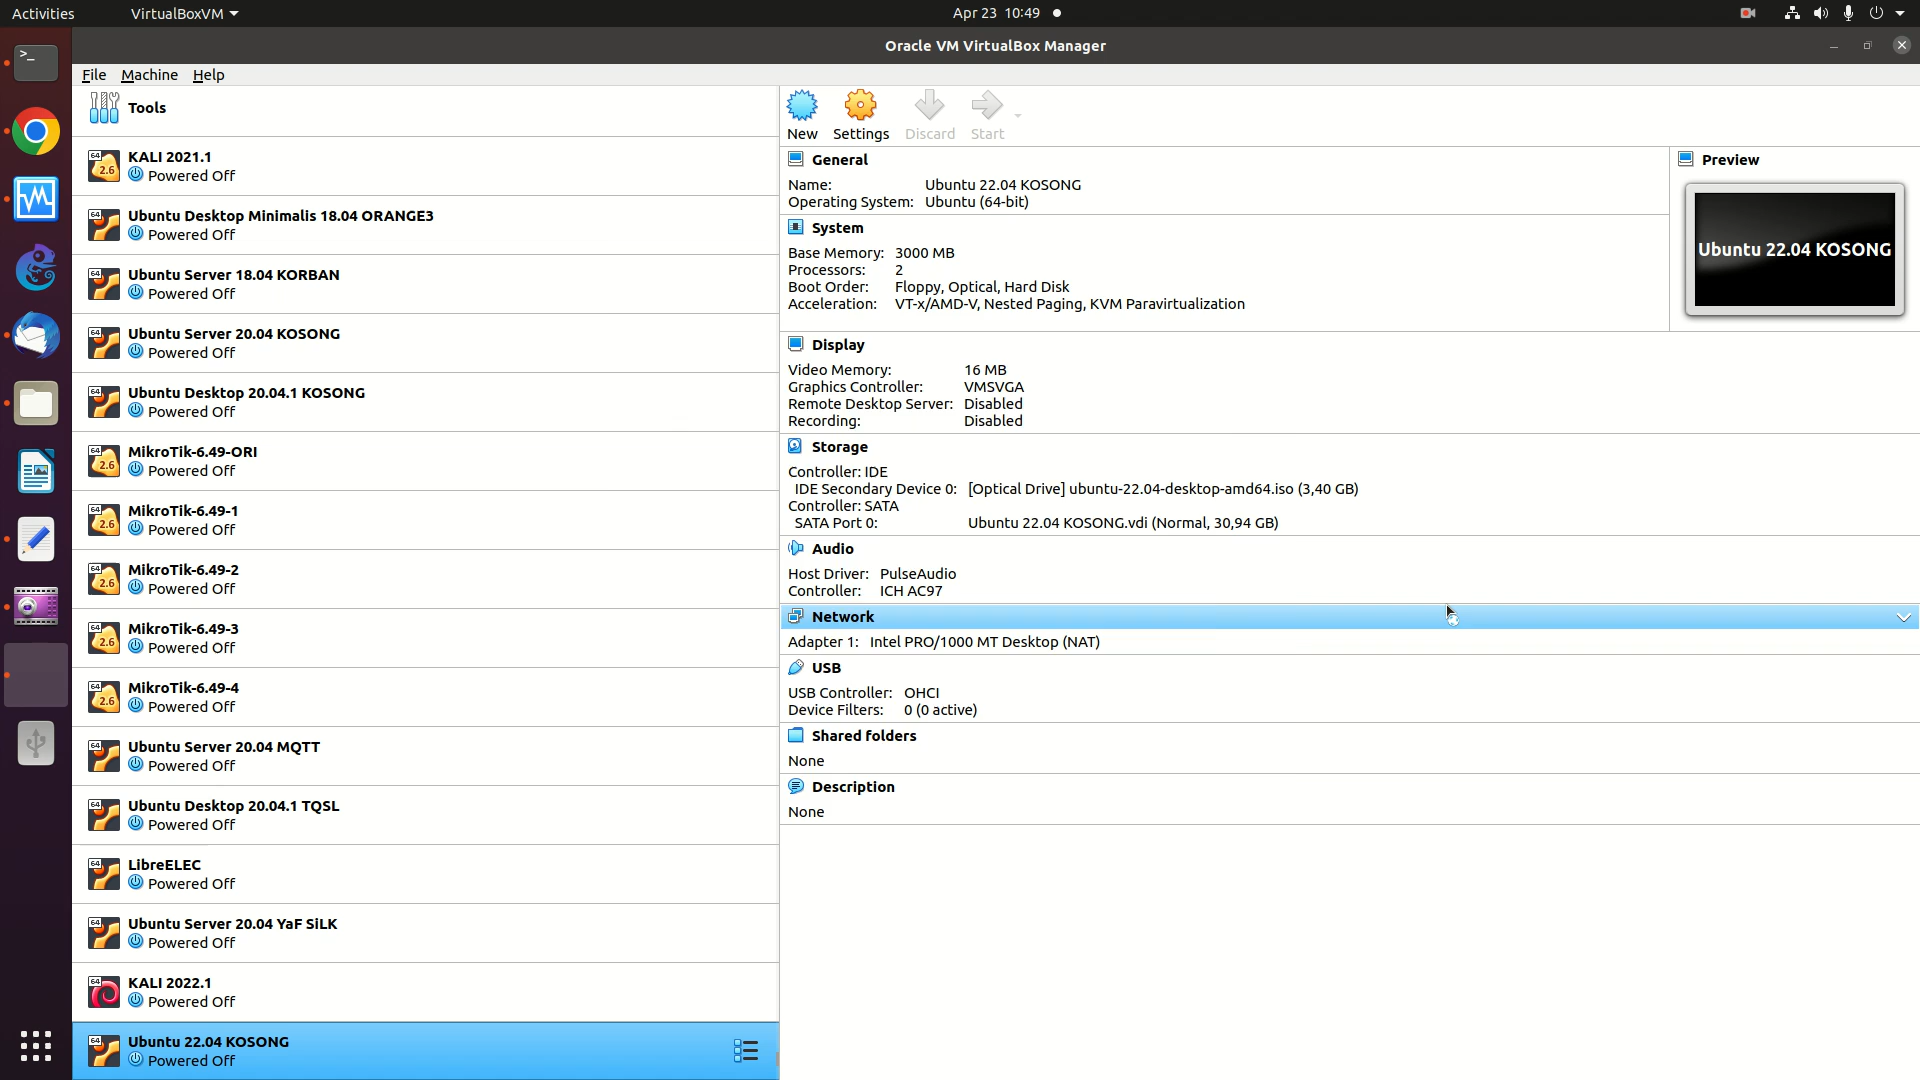 Activities
VirtualBoxVM
Apr 23 10:49
Oracle VM VirtualBox Manager
File Machine Help
Tools
KALI 2021.1
Powered Off
Ubuntu Desktop Minimalis 18.04 ORANGE3
Powered Off
Ubuntu Server 18.04 KORBAN
Powered Off
Ubuntu Server 20.04 KOSONG
Powered Off
Ubuntu Desktop 20.04.1 KOSONG
Powered Off
MikroTik-6.49-ORI
Powered Off
MikroTik-6.49-1
Powered Off
MikroTik-6.49-2
Powered Off
MikroTik-6.49-3
Powered Off
MikroTik-6.49-4
Powered Off
Ubuntu Server 20.04 MQTT
Powered Off
Ubuntu Desktop 20.04.1 TQSL
Powered Off
LibreELEC
Powered Off
Ubuntu Server 20.04 YaF SiLK
Powered Off
KALI 2022.1
Powered Off
Ubuntu 22.04 KOSONG
Powered Off
New Settings Discard Start
General
Name: Ubuntu 22.04 KOSONG
Operating System: Ubuntu (64-bit)
System
Base Memory: 3000 MB
Processors: 2
Boot Order: Floppy, Optical, Hard Disk
Acceleration: VT-x/AMD-V, Nested Paging, KVM Paravirtualization
Preview
Ubuntu 22.04 KOSONG
Display
Video Memory: 16 MB
Graphics Controller: VMSVGA
Remote Desktop Server: Disabled
Recording: Disabled
Storage
Controller: IDE
IDE Secondary Device 0: [Optical Drive] ubuntu-22.04-desktop-amd64.iso (3,40 GB)
Controller: SATA
SATA Port 0: Ubuntu 22.04 KOSONG.vdi (Normal, 30,94 GB)
Audio
Host Driver: PulseAudio
Controller: ICH AC97
Network
Adapter 1: Intel PRO/1000 MT Desktop (NAT)
USB
USB Controller: OHCI
Device Filters: 0 (0 active)
Shared folders
None
Description
None